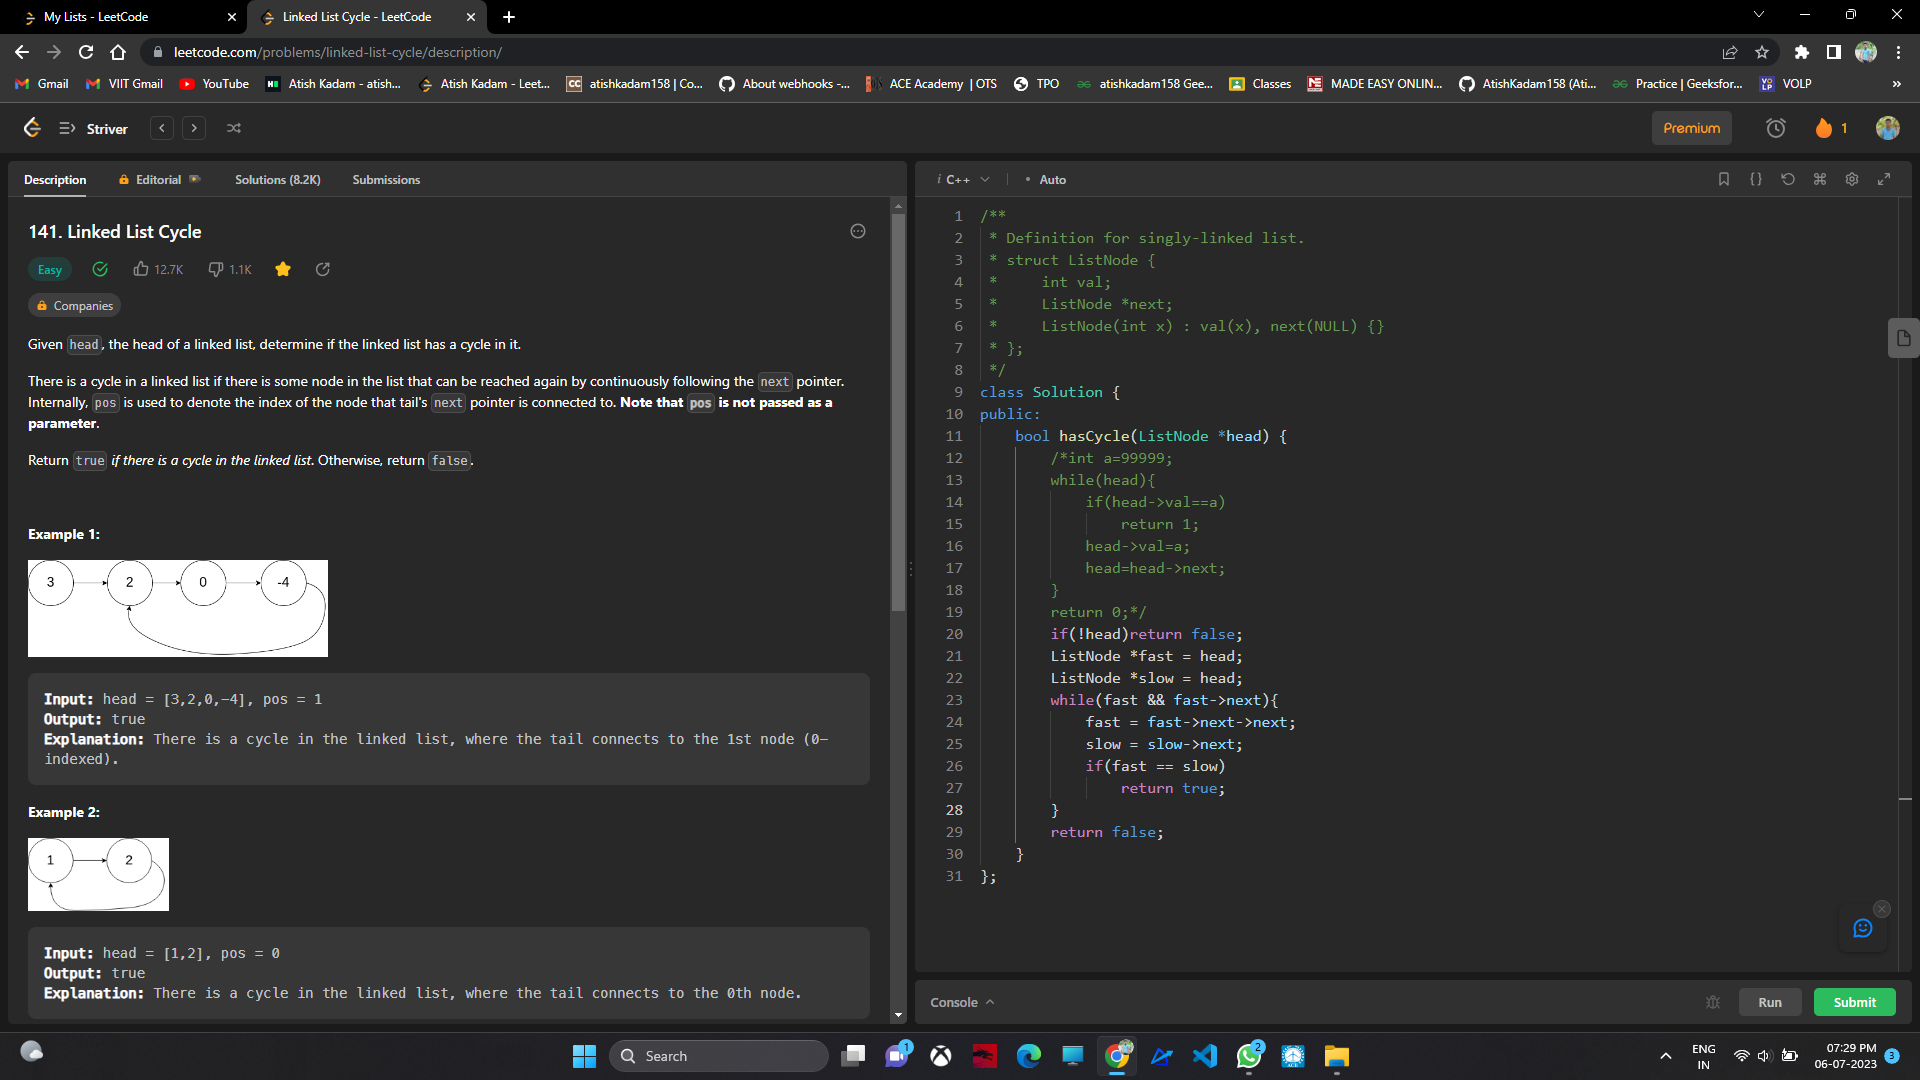 My Lists - LeetCode
Linked List Cycle - LeetCode
leetcode.com/problems/linked-list-cycle/description/
Gmail
VIIT Gmail
YouTube
Atish Kadam - atish...
Atish Kadam - Leet...
CC
atishkadam158 | Co...
About webhooks -...
ACE Academy | OTS
TPO
atishkadam158 Gee...
Classes
MADE EASY ONLIN...
AtishKadam158 (Ati...
Practice | Geeksfor...
VOLP
Striver
Premium
1
Description
Editorial
Solutions (8.2K)
Submissions
141. Linked List Cycle
Easy
12.7K
1.1K
Companies
Given head, the head of a linked list, determine if the linked list has a cycle in it.
There is a cycle in a linked list if there is some node in the list that can be reached again by continuously following the next pointer.
Internally, pos is used to denote the index of the node that tail's next pointer is connected to. Note that pos is not passed as a
parameter.
Return true if there is a cycle in the linked list. Otherwise, return false.
Example 1:
3 2 0 -4
Input: head = [3,2,0,-4], pos = 1
Output: true
Explanation: There is a cycle in the linked list, where the tail connects to the 1st node (0-
indexed).
Example 2:
1 2
Input: head = [1,2], pos = 0
Output: true
Explanation: There is a cycle in the linked list, where the tail connects to the 0th node.
i C++
• Auto
1 /**
2 * Definition for singly-linked list.
3 * struct ListNode {
4 *     int val;
5 *     ListNode *next;
6 *     ListNode(int x) : val(x), next(NULL) {}
7 * };
8 */
9 class Solution {
10 public:
11     bool hasCycle(ListNode *head) {
12         /*int a=99999;
13         while(head){
14             if(head->val==a)
15                 return 1;
16             head->val=a;
17             head=head->next;
18         }
19         return 0;*/
20         if(!head)return false;
21         ListNode *fast = head;
22         ListNode *slow = head;
23         while(fast && fast->next){
24             fast = fast->next->next;
25             slow = slow->next;
26             if(fast == slow)
27                 return true;
28         }
29         return false;
30     }
31 };
Console
Run
Submit
Search
1
2
ENG
IN
07:29 PM
06-07-2023
3